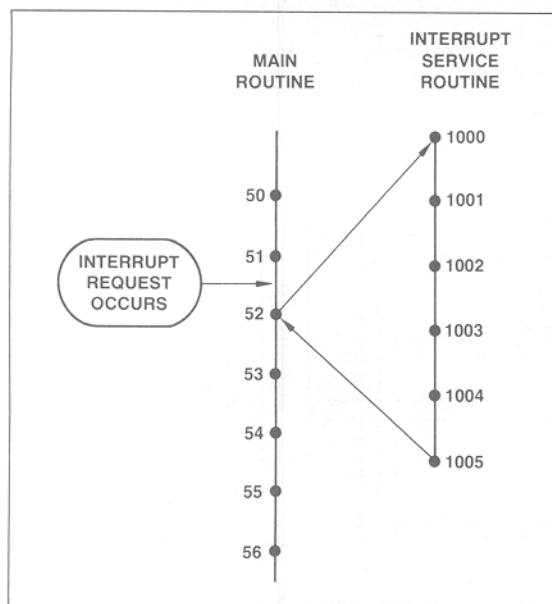 MAIN
ROUTINE
INTERRUPT
SERVICE
ROUTINE
50
51
INTERRUPT
REQUEST
OCCURS
52
53
54
55
56
1000
1001
1002
1003
1004
1005